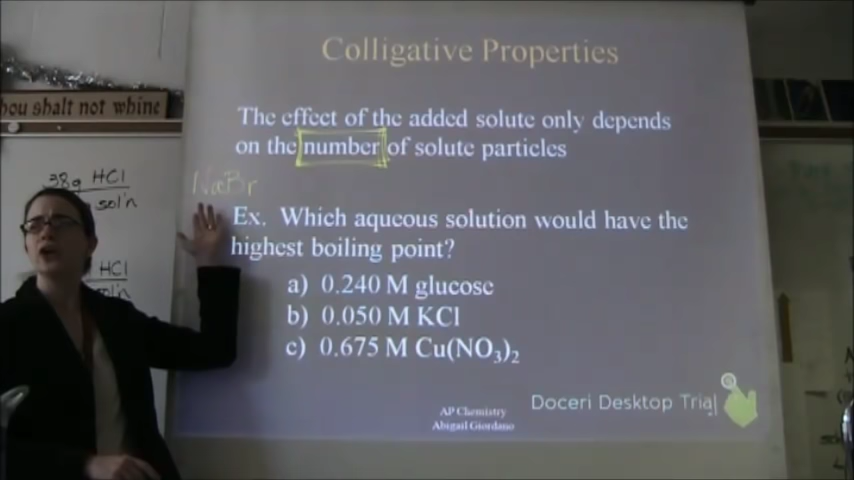 Colligative Properties
The effect of the added solute only depends
on the number of solute particles
hou shalt not whine
38g HCl
sol'n
NaBr
Ex. Which aqueous solution would have the
highest boiling point?
HCl
sol'n
a) 0.240 M glucose
b) 0.050 M KCl
c) 0.675 M Cu(NO₃)₂
Doceri Desktop Trial
AP Chemistry
Abigail Giordano